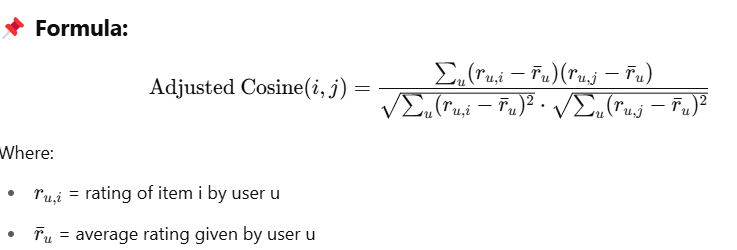 📌 Formula:
Adjusted Cosine(i, j) = \frac{\sum_u (r_{u,i} - \bar{r}_u)(r_{u,j} - \bar{r}_u)}{\sqrt{\sum_u (r_{u,i} - \bar{r}_u)^2} \cdot \sqrt{\sum_u (r_{u,j} - \bar{r}_u)^2}}
Where:
• r_{u,i} = rating of item i by user u
• \bar{r}_u = average rating given by user u